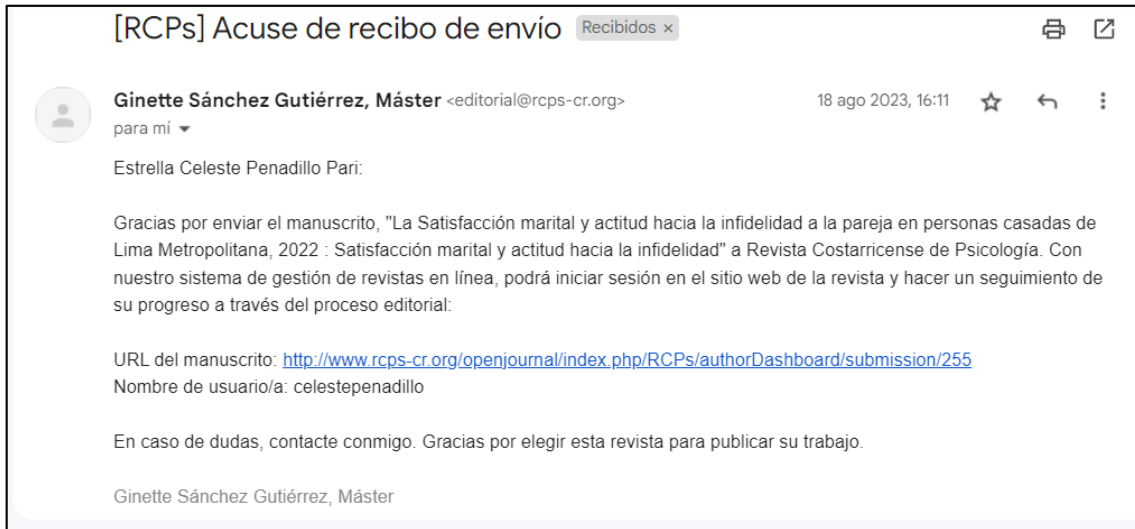 [RCPs] Acuse de recibo de envío Recibidos ×
Ginette Sánchez Gutiérrez, Máster <editorial@rcps-cr.org> 18 ago 2023, 16:11
para mí
Estrella Celeste Penadillo Pari:
Gracias por enviar el manuscrito, "La Satisfacción marital y actitud hacia la infidelidad a la pareja en personas casadas de
Lima Metropolitana, 2022 : Satisfacción marital y actitud hacia la infidelidad" a Revista Costarricense de Psicología. Con
nuestro sistema de gestión de revistas en línea, podrá iniciar sesión en el sitio web de la revista y hacer un seguimiento de
su progreso a través del proceso editorial:
URL del manuscrito: http://www.rcps-cr.org/openjournal/index.php/RCPs/authorDashboard/submission/255
Nombre de usuario/a: celestepenadillo
En caso de dudas, contacte conmigo. Gracias por elegir esta revista para publicar su trabajo.
Ginette Sánchez Gutiérrez, Máster